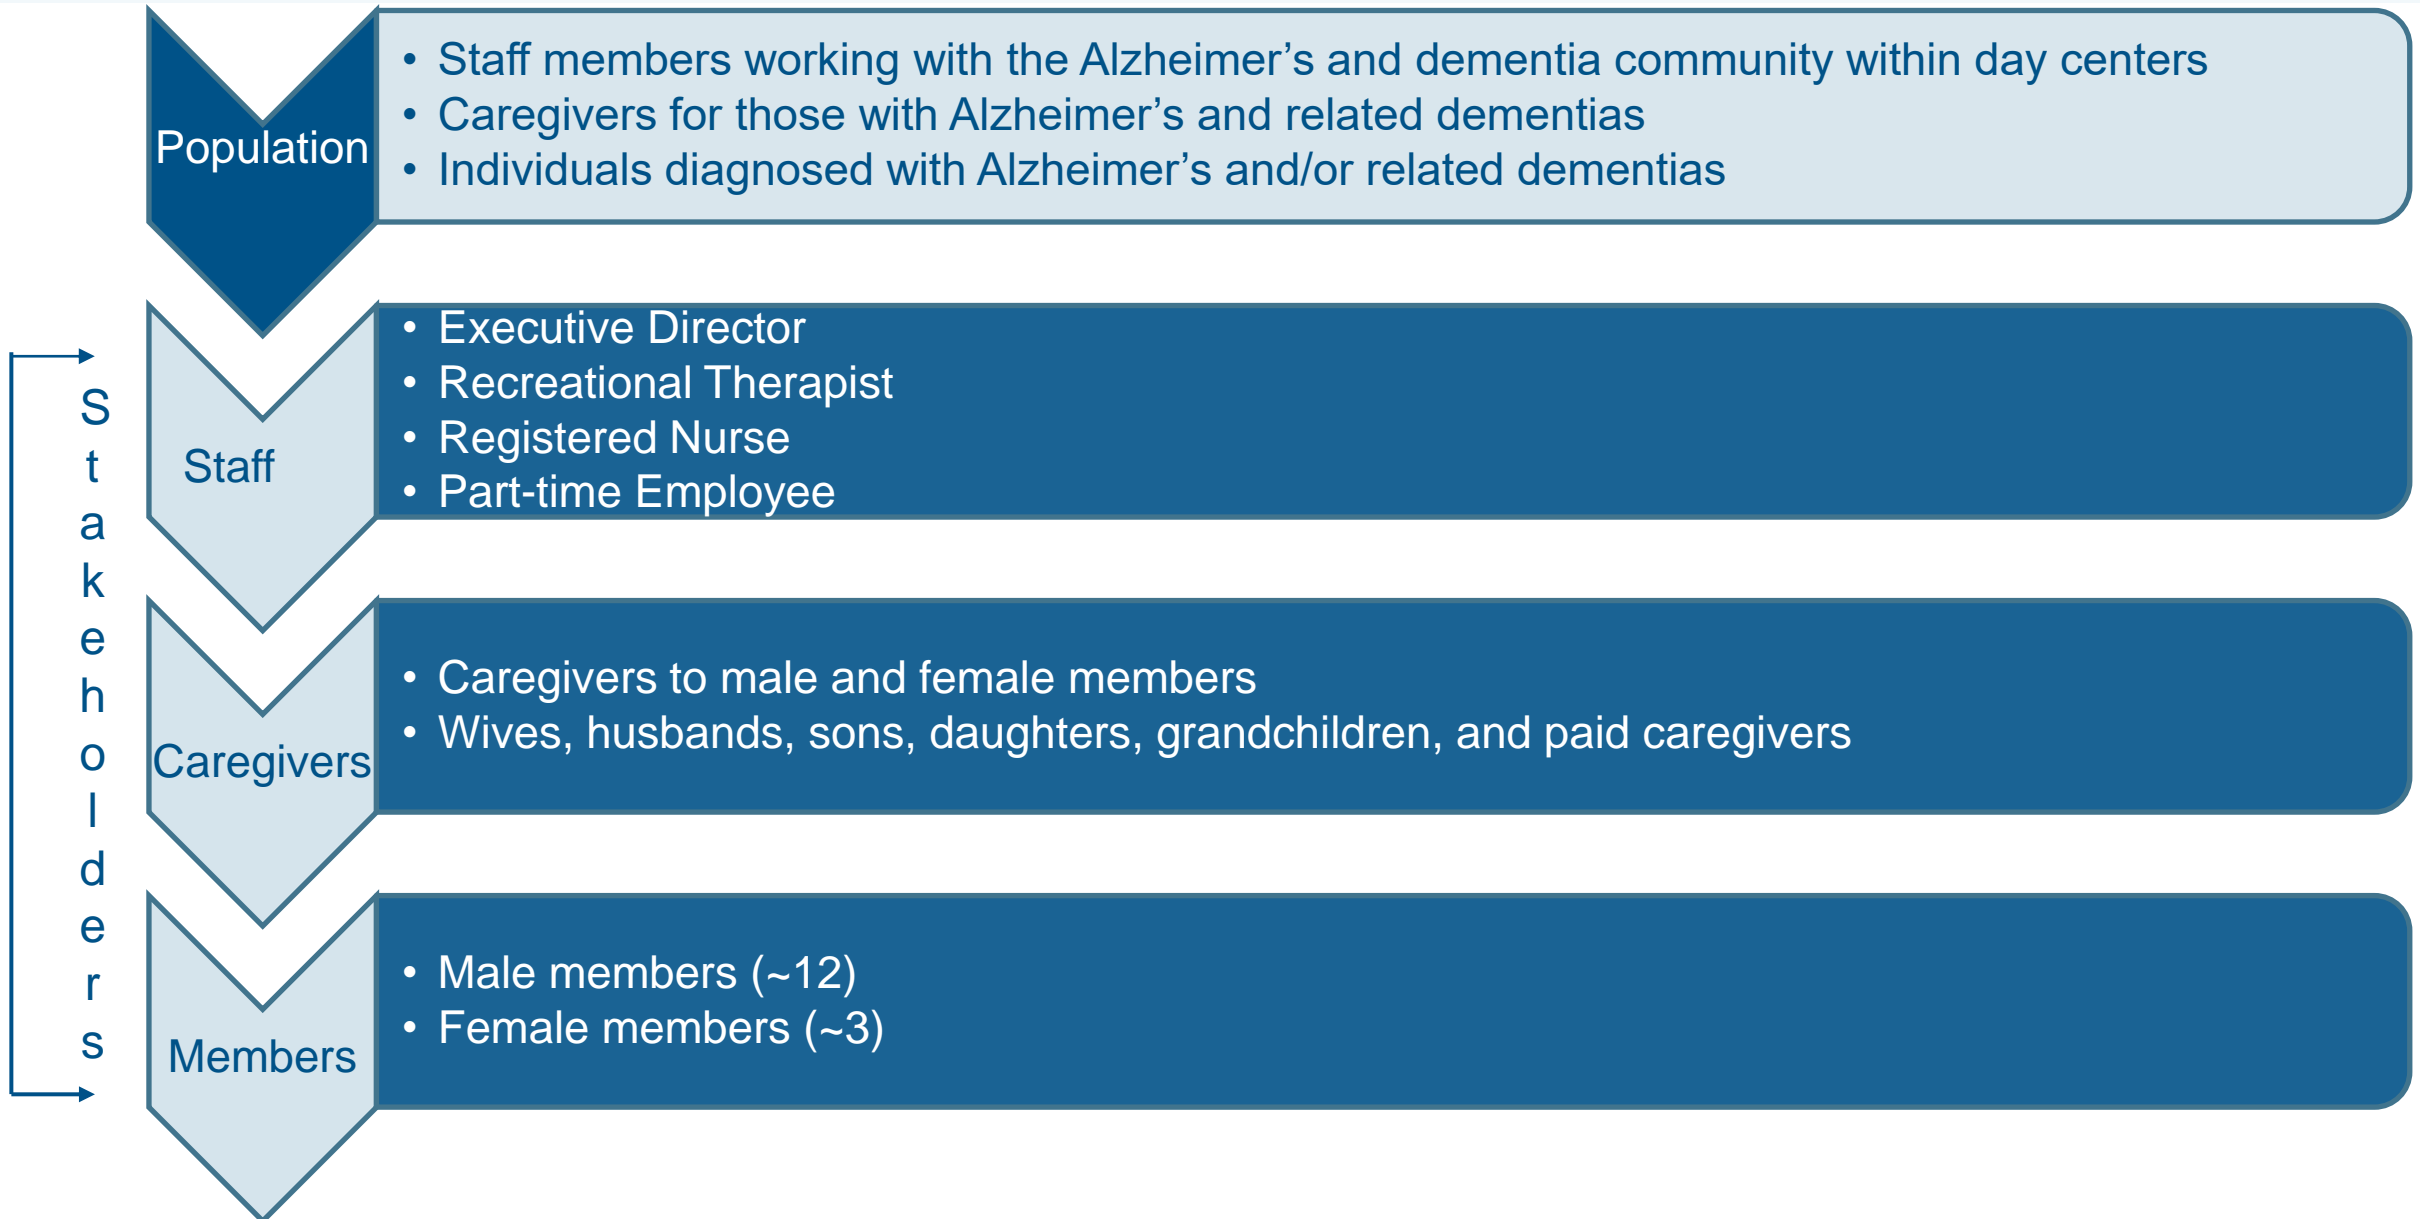 Population
• Staff members working with the Alzheimer’s and dementia community within day centers
• Caregivers for those with Alzheimer’s and related dementias
• Individuals diagnosed with Alzheimer’s and/or related dementias
Stakeholders
Staff
• Executive Director
• Recreational Therapist
• Registered Nurse
• Part-time Employee
Caregivers
• Caregivers to male and female members
• Wives, husbands, sons, daughters, grandchildren, and paid caregivers
Members
• Male members (~12)
• Female members (~3)